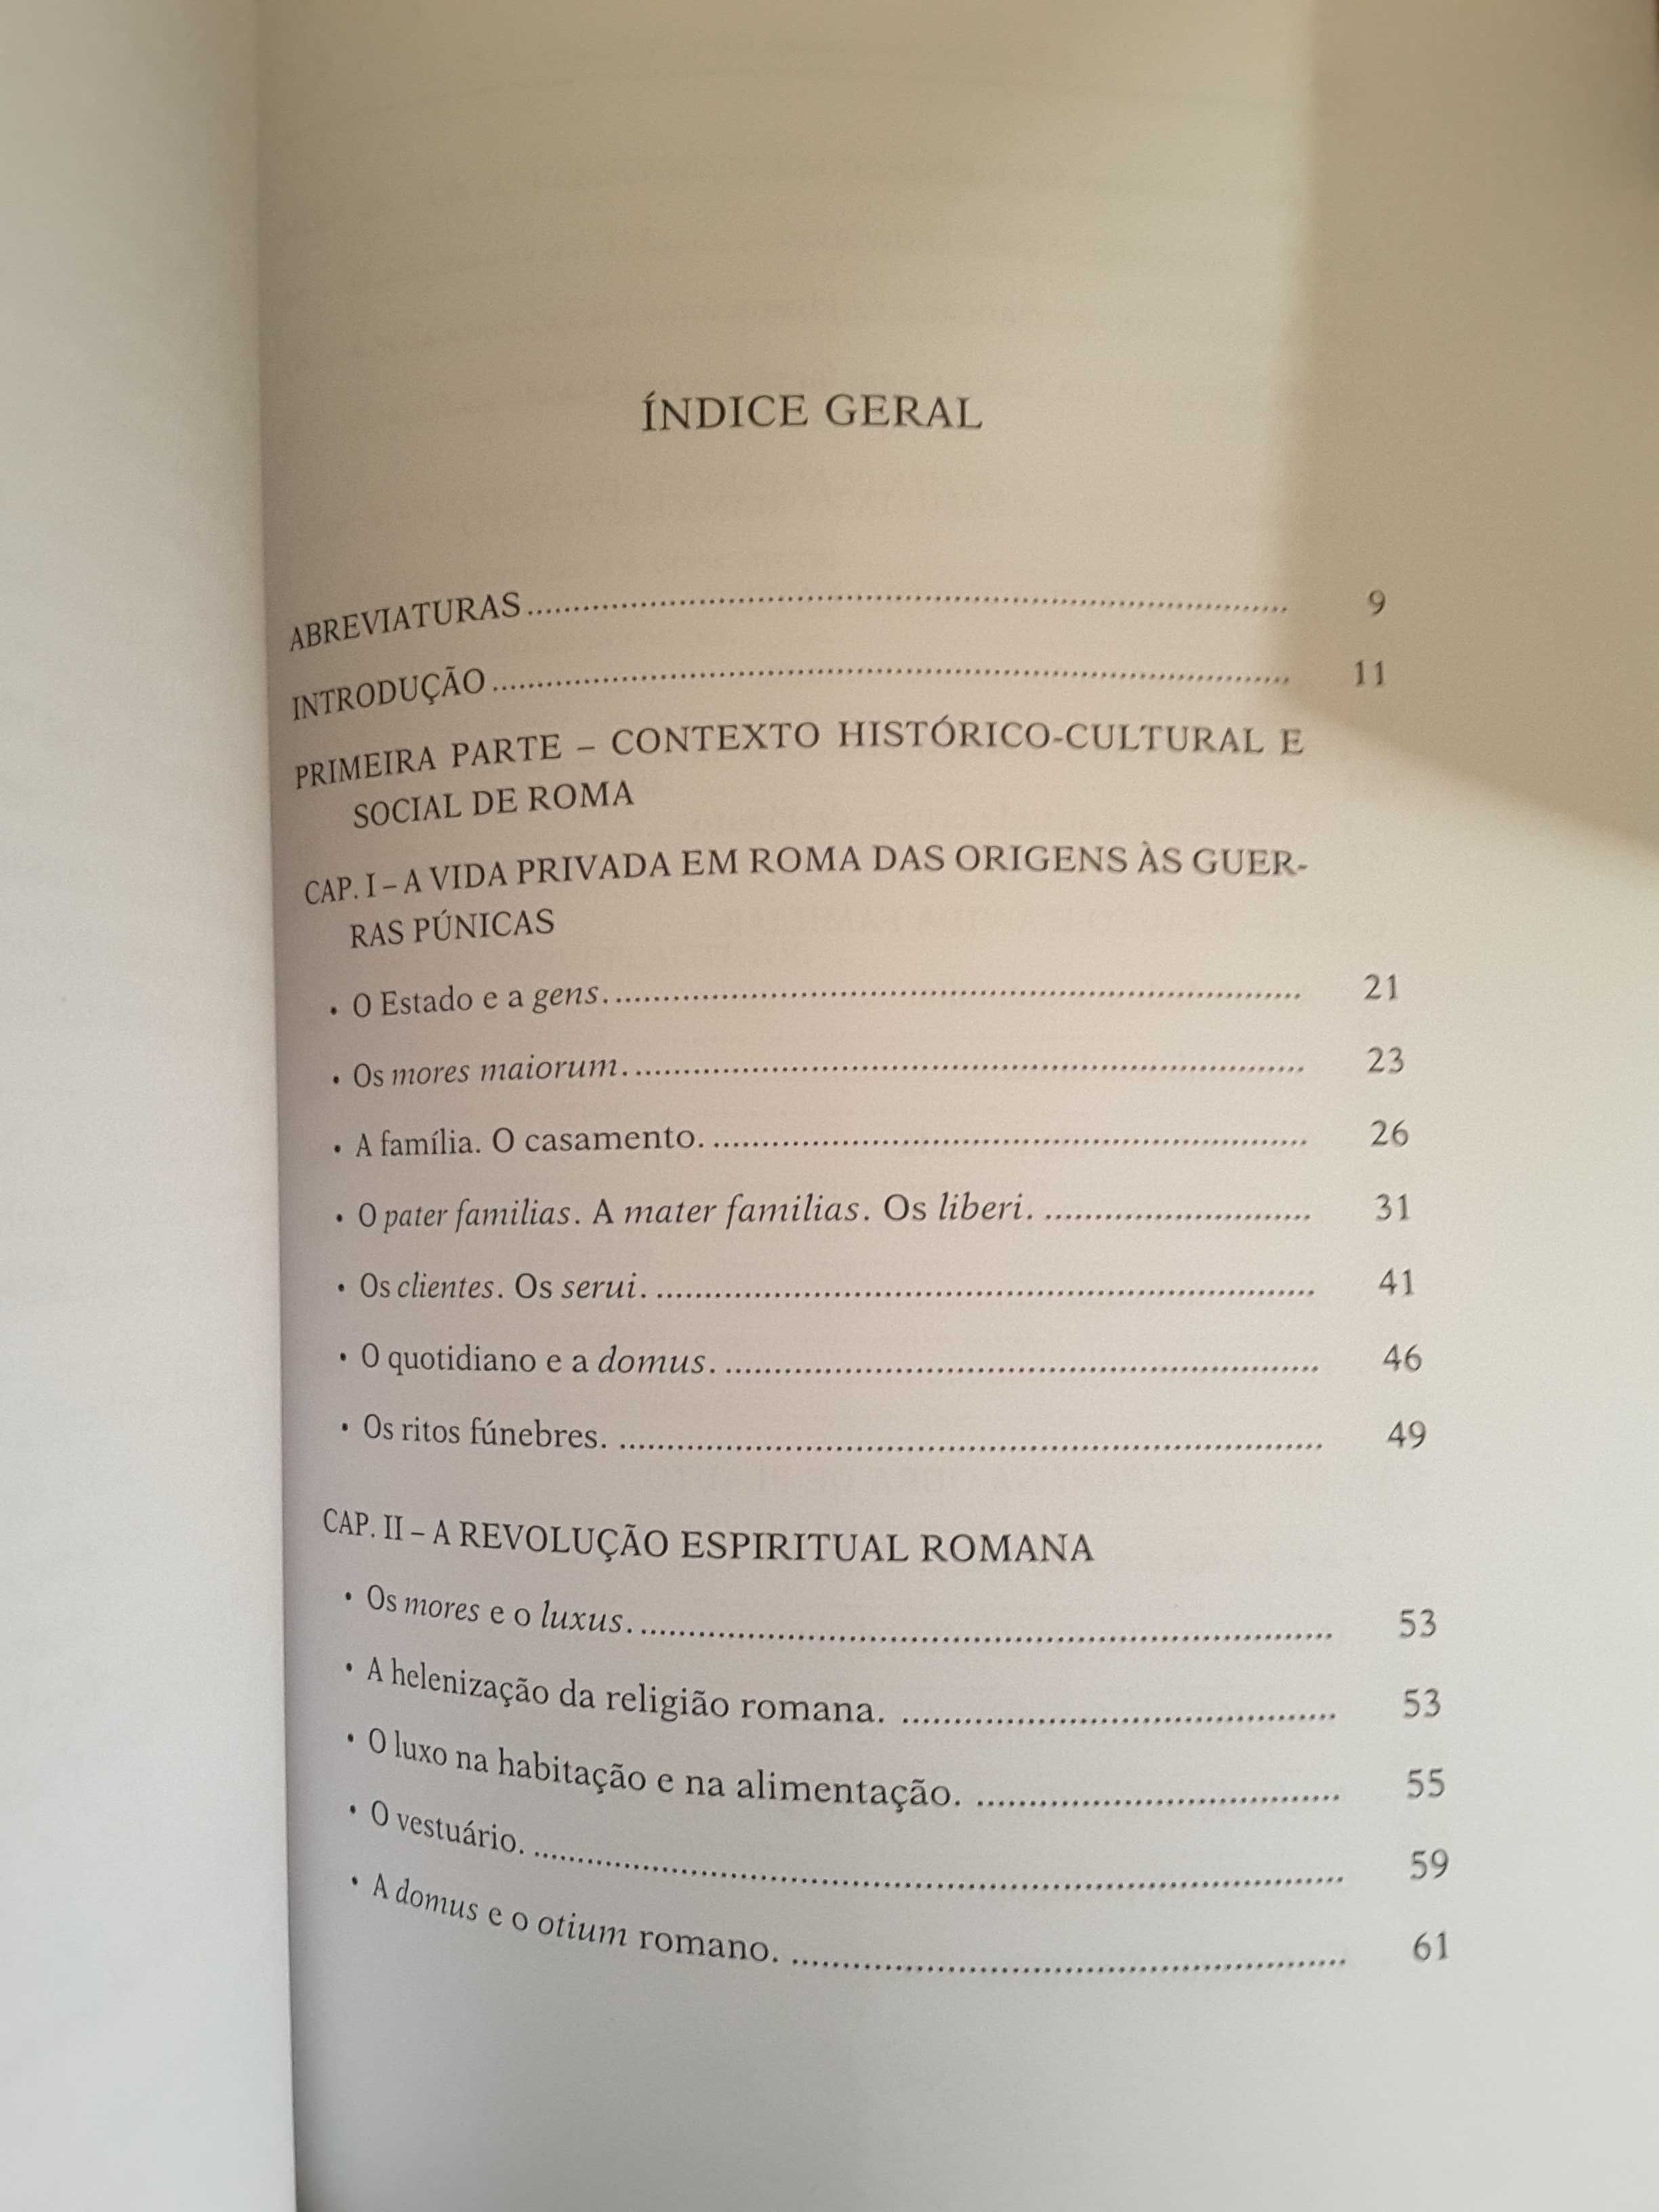 ÍNDICE GERAL
ABREVIATURAS ........................ 9
INTRODUÇÃO ........................ 11
PRIMEIRA PARTE – CONTEXTO HISTÓRICO-CULTURAL E
SOCIAL DE ROMA
CAP. I – A VIDA PRIVADA EM ROMA DAS ORIGENS ÀS GUER-
RAS PÚNICAS
• O Estado e a gens. ........................ 21
• Os mores maiorum. ........................ 23
• A família. O casamento. ........................ 26
• O pater familias. A mater familias. Os liberi. ........................ 31
• Os clientes. Os serui. ........................ 41
• O quotidiano e a domus. ........................ 46
• Os ritos fúnebres. ........................ 49
CAP. II – A REVOLUÇÃO ESPIRITUAL ROMANA
• Os mores e o luxus. ........................ 53
• A helenização da religião romana. ........................ 53
• O luxo na habitação e na alimentação. ........................ 55
• O vestuário. ........................ 59
• A domus e o otium romano. ........................ 61